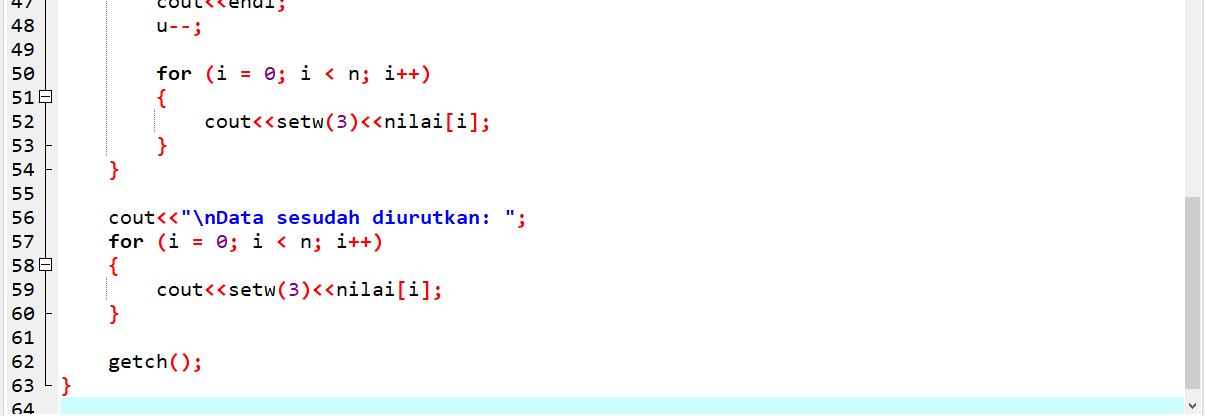 47 cout<<endl;
48 u--;
49
50 for (i = 0; i < n; i++)
51 {
52 cout<<setw(3)<<nilai[i];
53 }
54 }
55
56 cout<<"\nData sesudah diurutkan: ";
57 for (i = 0; i < n; i++)
58 {
59 cout<<setw(3)<<nilai[i];
60 }
61
62 getch();
63 }
64